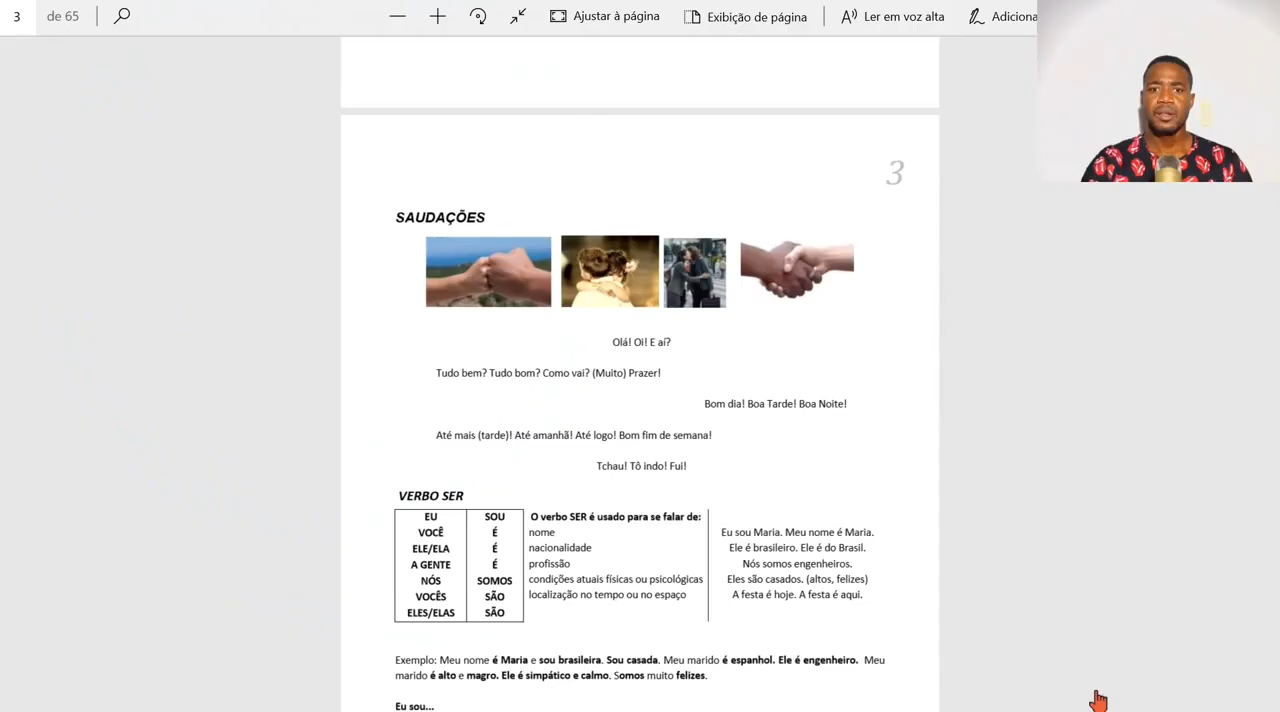 3 de 65 Ajustar à página Exibição de página Ler em voz alta Adiciona
3
SAUDAÇÕES
Olá! Oi! E aí?
Tudo bem? Tudo bom? Como vai? (Muito) Prazer!
Bom dia! Boa Tarde! Boa Noite!
Até mais (tarde)! Até amanhã! Até logo! Bom fim de semana!
Tchau! Tô indo! Fui!
VERBO SER
EU SOU O verbo SER é usado para se falar de:
VOCÊ É nome Eu sou Maria. Meu nome é Maria.
ELE/ELA É nacionalidade Ele é brasileiro. Ele é do Brasil.
A GENTE É profissão Nós somos engenheiros.
NÓS SOMOS condições atuais físicas ou psicológicas Eles são casados. (altos, felizes)
VOCÊS SÃO localização no tempo ou no espaço A festa é hoje. A festa é aqui.
ELES/ELAS SÃO
Exemplo: Meu nome é Maria e sou brasileira. Sou casada. Meu marido é espanhol. Ele é engenheiro. Meu
marido é alto e magro. Ele é simpático e calmo. Somos muito felizes.
Eu sou...